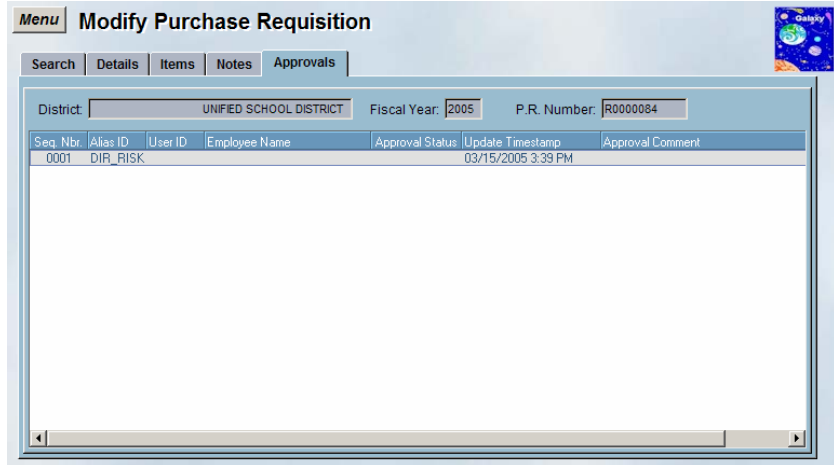 Menu Modify Purchase Requisition
Galaxy
Search Details Items Notes Approvals
District: UNIFIED SCHOOL DISTRICT Fiscal Year: 2005 P.R. Number: R0000084
Seq. Nbr. Alias ID User ID Employee Name Approval Status Update Timestamp Approval Comment
0001 DIR_RISK 03/15/2005 3:39 PM